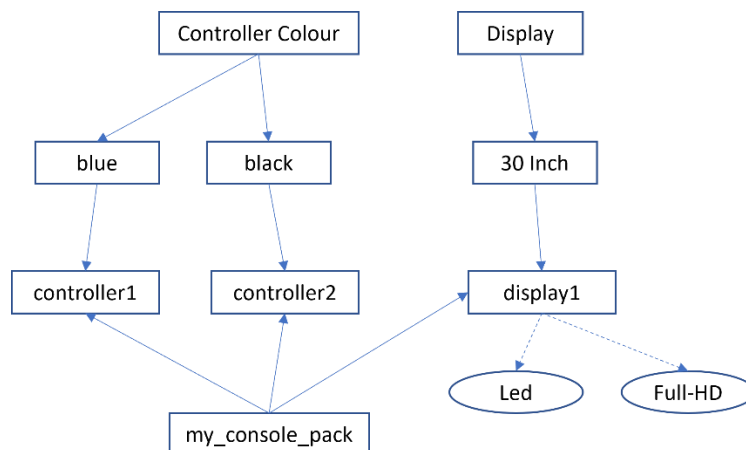 Controller Colour
Display
blue
black
30 Inch
controller1
controller2
display1
Led
Full-HD
my_console_pack